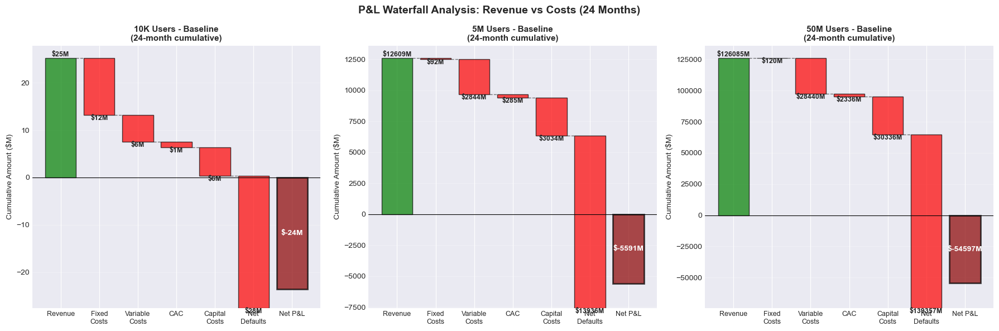 P&L Waterfall Analysis: Revenue vs Costs (24 Months)
10K Users - Baseline
(24-month cumulative)
Cumulative Amount ($M)
20
10
0
−10
−20
$25M
$12M
$6M
$1M
$6M
$28M
$-24M
Revenue
Fixed
Costs
Variable
Costs
CAC
Capital
Costs
Net
Defaults
Net P&L
5M Users - Baseline
(24-month cumulative)
Cumulative Amount ($M)
12500
10000
7500
5000
2500
0
−2500
−5000
−7500
$12609M
$92M
$2844M
$285M
$3034M
$13936M
$-5591M
Revenue
Fixed
Costs
Variable
Costs
CAC
Capital
Costs
Net
Defaults
Net P&L
50M Users - Baseline
(24-month cumulative)
Cumulative Amount ($M)
125000
100000
75000
50000
25000
0
−25000
−50000
$126085M
$120M
$28440M
$2336M
$30336M
$139357M
$-54597M
Revenue
Fixed
Costs
Variable
Costs
CAC
Capital
Costs
Net
Defaults
Net P&L